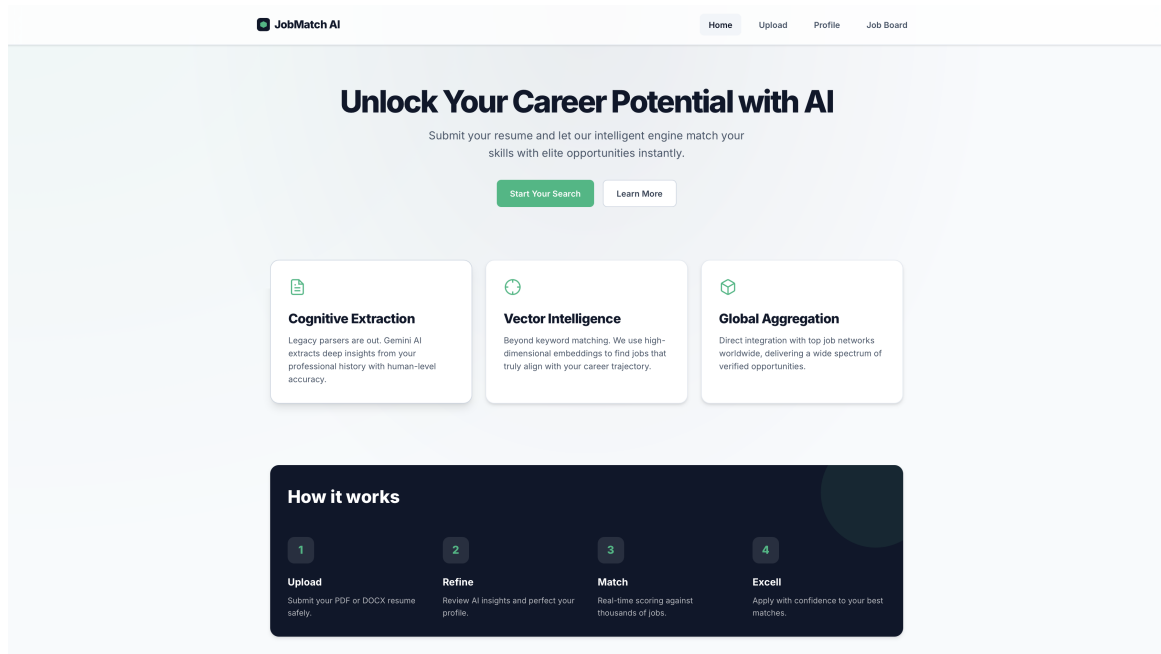 JobMatch AI
Home
Upload
Profile
Job Board
Unlock Your Career Potential with AI
Submit your resume and let our intelligent engine match your
skills with elite opportunities instantly.
Start Your Search
Learn More
Cognitive Extraction
Legacy parsers are out. Gemini AI
extracts deep insights from your
professional history with human-level
accuracy.
Vector Intelligence
Beyond keyword matching. We use high-
dimensional embeddings to find jobs that
truly align with your career trajectory.
Global Aggregation
Direct integration with top job networks
worldwide, delivering a wide spectrum of
verified opportunities.
How it works
1
Upload
Submit your PDF or DOCX resume
safely.
2
Refine
Review AI insights and perfect your
profile.
3
Match
Real-time scoring against
thousands of jobs.
4
Excell
Apply with confidence to your best
matches.